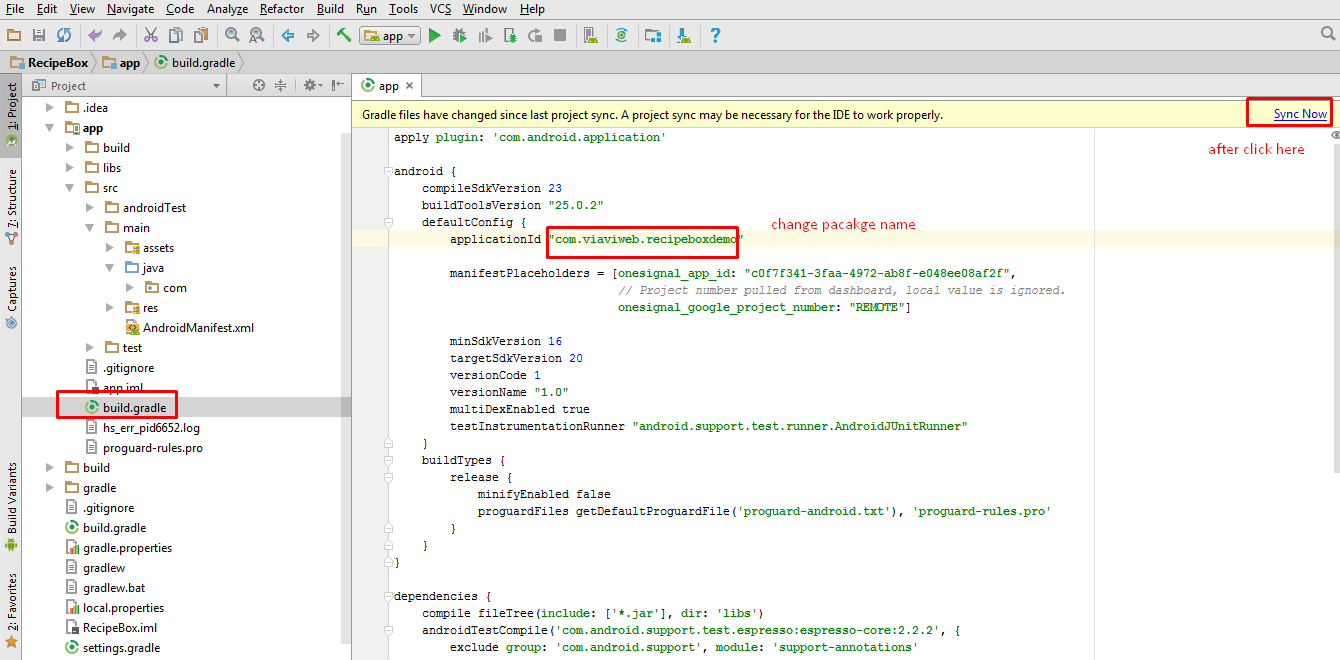 File Edit View Navigate Code Analyze Refactor Build Run Tools VCS Window Help
app
RecipeBox app build.gradle
1: Project
7: Structure
Captures
Build Variants
2: Favorites
Project
.idea
app
build
libs
src
androidTest
main
assets
java
com
res
AndroidManifest.xml
test
.gitignore
app.iml
build.gradle
hs_err_pid6652.log
proguard-rules.pro
build
gradle
.gitignore
build.gradle
gradle.properties
gradlew
gradlew.bat
local.properties
RecipeBox.iml
settings.gradle
app
Gradle files have changed since last project sync. A project sync may be necessary for the IDE to work properly. Sync Now
after click here
apply plugin: 'com.android.application'
android {
compileSdkVersion 23
buildToolsVersion "25.0.2"
defaultConfig {
change pacakge name
applicationId "com.viaviweb.recipeboxdemo"
manifestPlaceholders = [onesignal_app_id: "c0f7f341-3faa-4972-ab8f-e048ee08af2f",
// Project number pulled from dashboard, local value is ignored.
onesignal_google_project_number: "REMOTE"]
minSdkVersion 16
targetSdkVersion 20
versionCode 1
versionName "1.0"
multiDexEnabled true
testInstrumentationRunner "android.support.test.runner.AndroidJUnitRunner"
}
buildTypes {
release {
minifyEnabled false
proguardFiles getDefaultProguardFile('proguard-android.txt'), 'proguard-rules.pro'
}
}
}
dependencies {
compile fileTree(include: ['*.jar'], dir: 'libs')
androidTestCompile('com.android.support.test.espresso:espresso-core:2.2.2', {
exclude group: 'com.android.support', module: 'support-annotations'